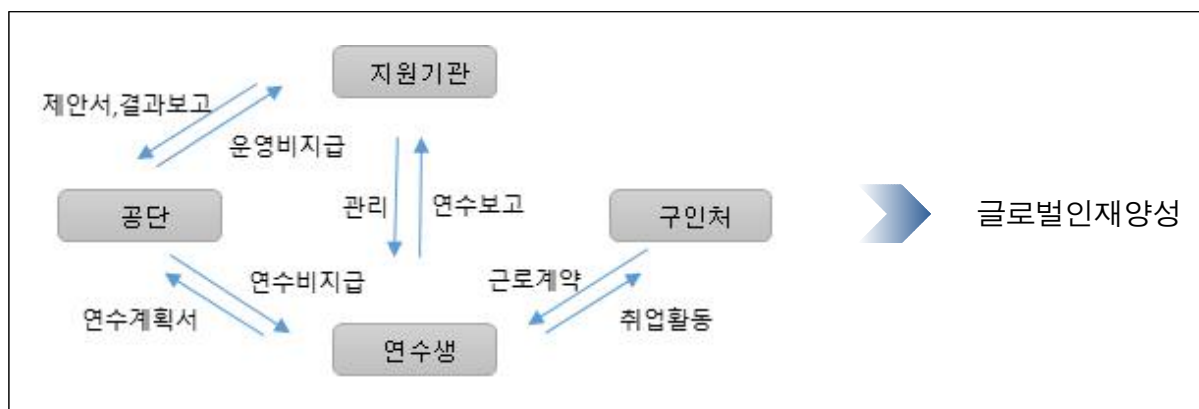 지원기관
제안서,결과보고
운영비지급
공단
관리
연수보고
구인처
글로벌인재양성
연수비지급
근로계약
연수계획서
취업활동
연수생